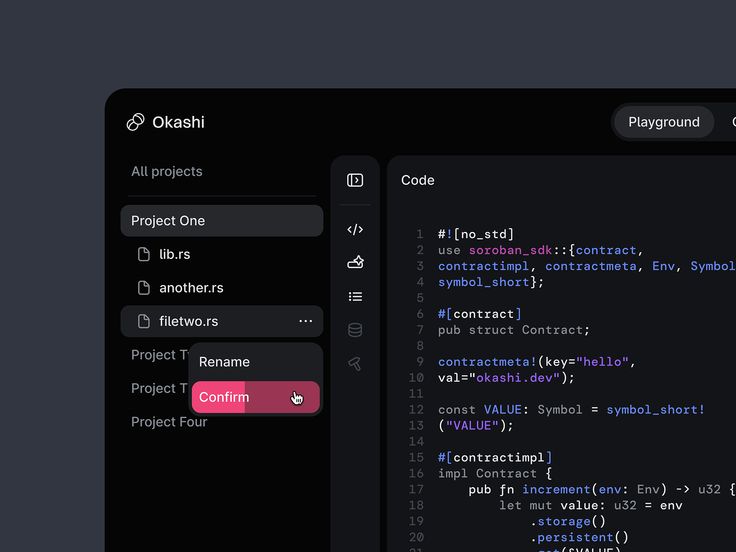 Okashi
Playground
All projects
Project One
lib.rs
another.rs
filetwo.rs
Project T
Rename
Project T
Confirm
Project Four
Code
1 #![no_std]
2 use soroban_sdk::{contract,
3 contractimpl, contractmeta, Env, Symbol
4 symbol_short};
5
6 #[contract]
7 pub struct Contract;
8
9 contractmeta!(key="hello",
10 val="okashi.dev");
11
12 const VALUE: Symbol = symbol_short!
13 ("VALUE");
14
15 #[contractimpl]
16 impl Contract {
17 pub fn increment(env: Env) -> u32 {
18 let mut value: u32 = env
19 .storage()
20 .persistent()